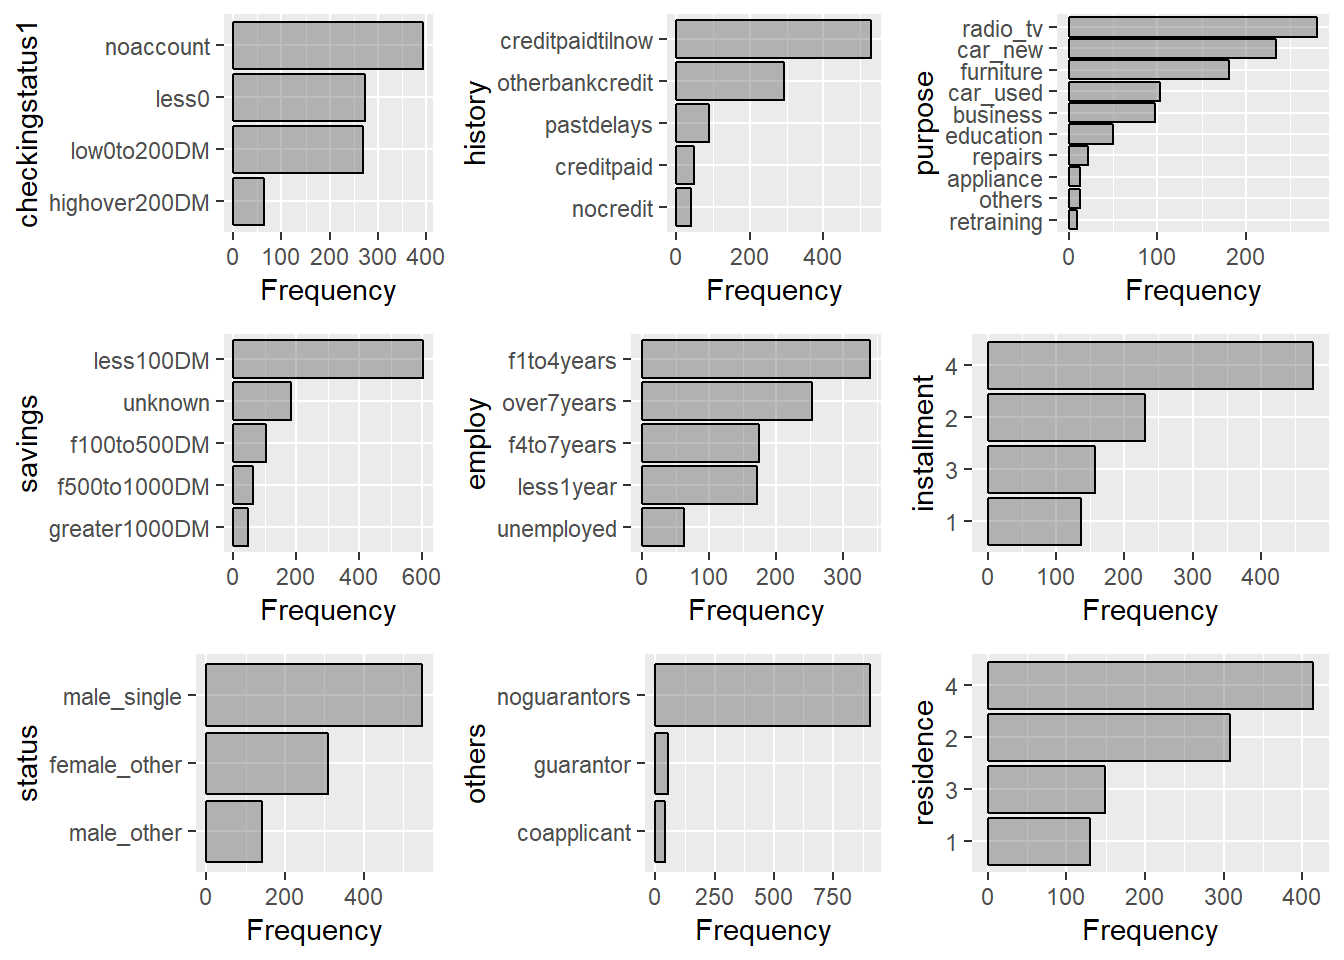 checkingstatus1
noaccount
less0
low0to200DM
highover200DM
0 100 200 300 400
Frequency
history
creditpaidtilnow
otherbankcredit
pastdelays
creditpaid
nocredit
0 200 400
Frequency
purpose
radio_tv
car_new
furniture
car_used
business
education
repairs
appliance
others
retraining
0 100 200
Frequency
savings
less100DM
unknown
f100to500DM
f500to1000DM
greater1000DM
0 200 400 600
Frequency
employ
f1to4years
over7years
f4to7years
less1year
unemployed
0 100 200 300
Frequency
installment
4
2
3
1
0 100 200 300 400
Frequency
status
male_single
female_other
male_other
0 200 400
Frequency
others
noguarantors
guarantor
coapplicant
0 250 500 750
Frequency
residence
4
2
3
1
0 100 200 300 400
Frequency